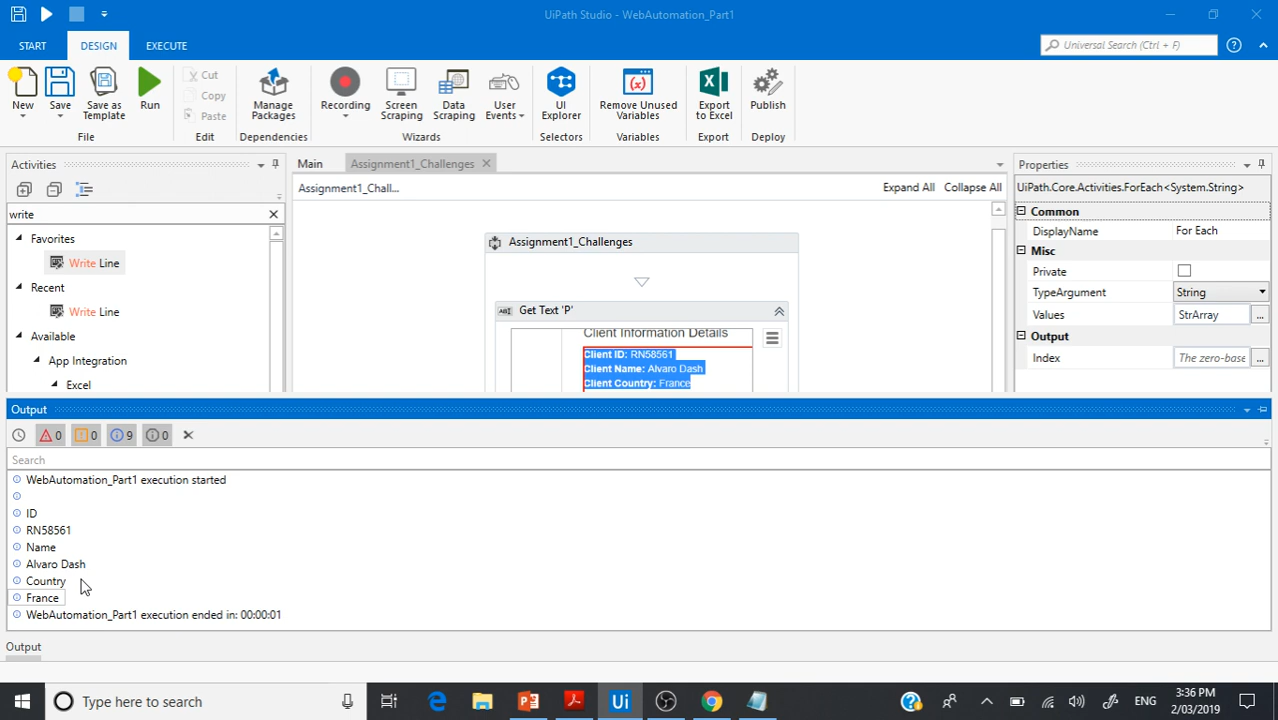 UiPath Studio - WebAutomation_Part1
START
DESIGN
EXECUTE
Universal Search (Ctrl + F)
New
Save
Save as Template
Run
Cut
Copy
Paste
Manage Packages
Recording
Screen Scraping
Data Scraping
User Events
UI Explorer
Remove Unused Variables
Export to Excel
Publish
File
Edit
Dependencies
Wizards
Selectors
Variables
Export
Deploy
Activities
Main
Assignment1_Challenges
Properties
Assignment1_Chall...
Expand All
Collapse All
UiPath.Core.Activities.ForEach<System.String>
write
Favorites
Write Line
Recent
Write Line
Available
App Integration
Excel
Assignment1_Challenges
Get Text 'P'
Client Information Details
Client ID: RN58561
Client Name: Alvaro Dash
Client Country: France
Common
DisplayName For Each
Misc
Private
TypeArgument String
Values StrArray ...
Output
Index The zero-base ...
Output
0
0
9
0
Search
WebAutomation_Part1 execution started
ID
RN58561
Name
Alvaro Dash
Country
France
WebAutomation_Part1 execution ended in: 00:00:01
Output
Type here to search
Ui
ENG
3:36 PM
2/03/2019